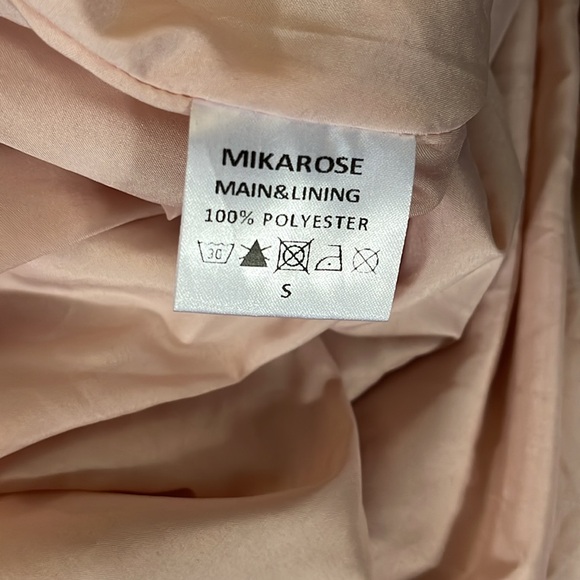 MIKAROSE
MAIN&LINING
100% POLYESTER
30
S